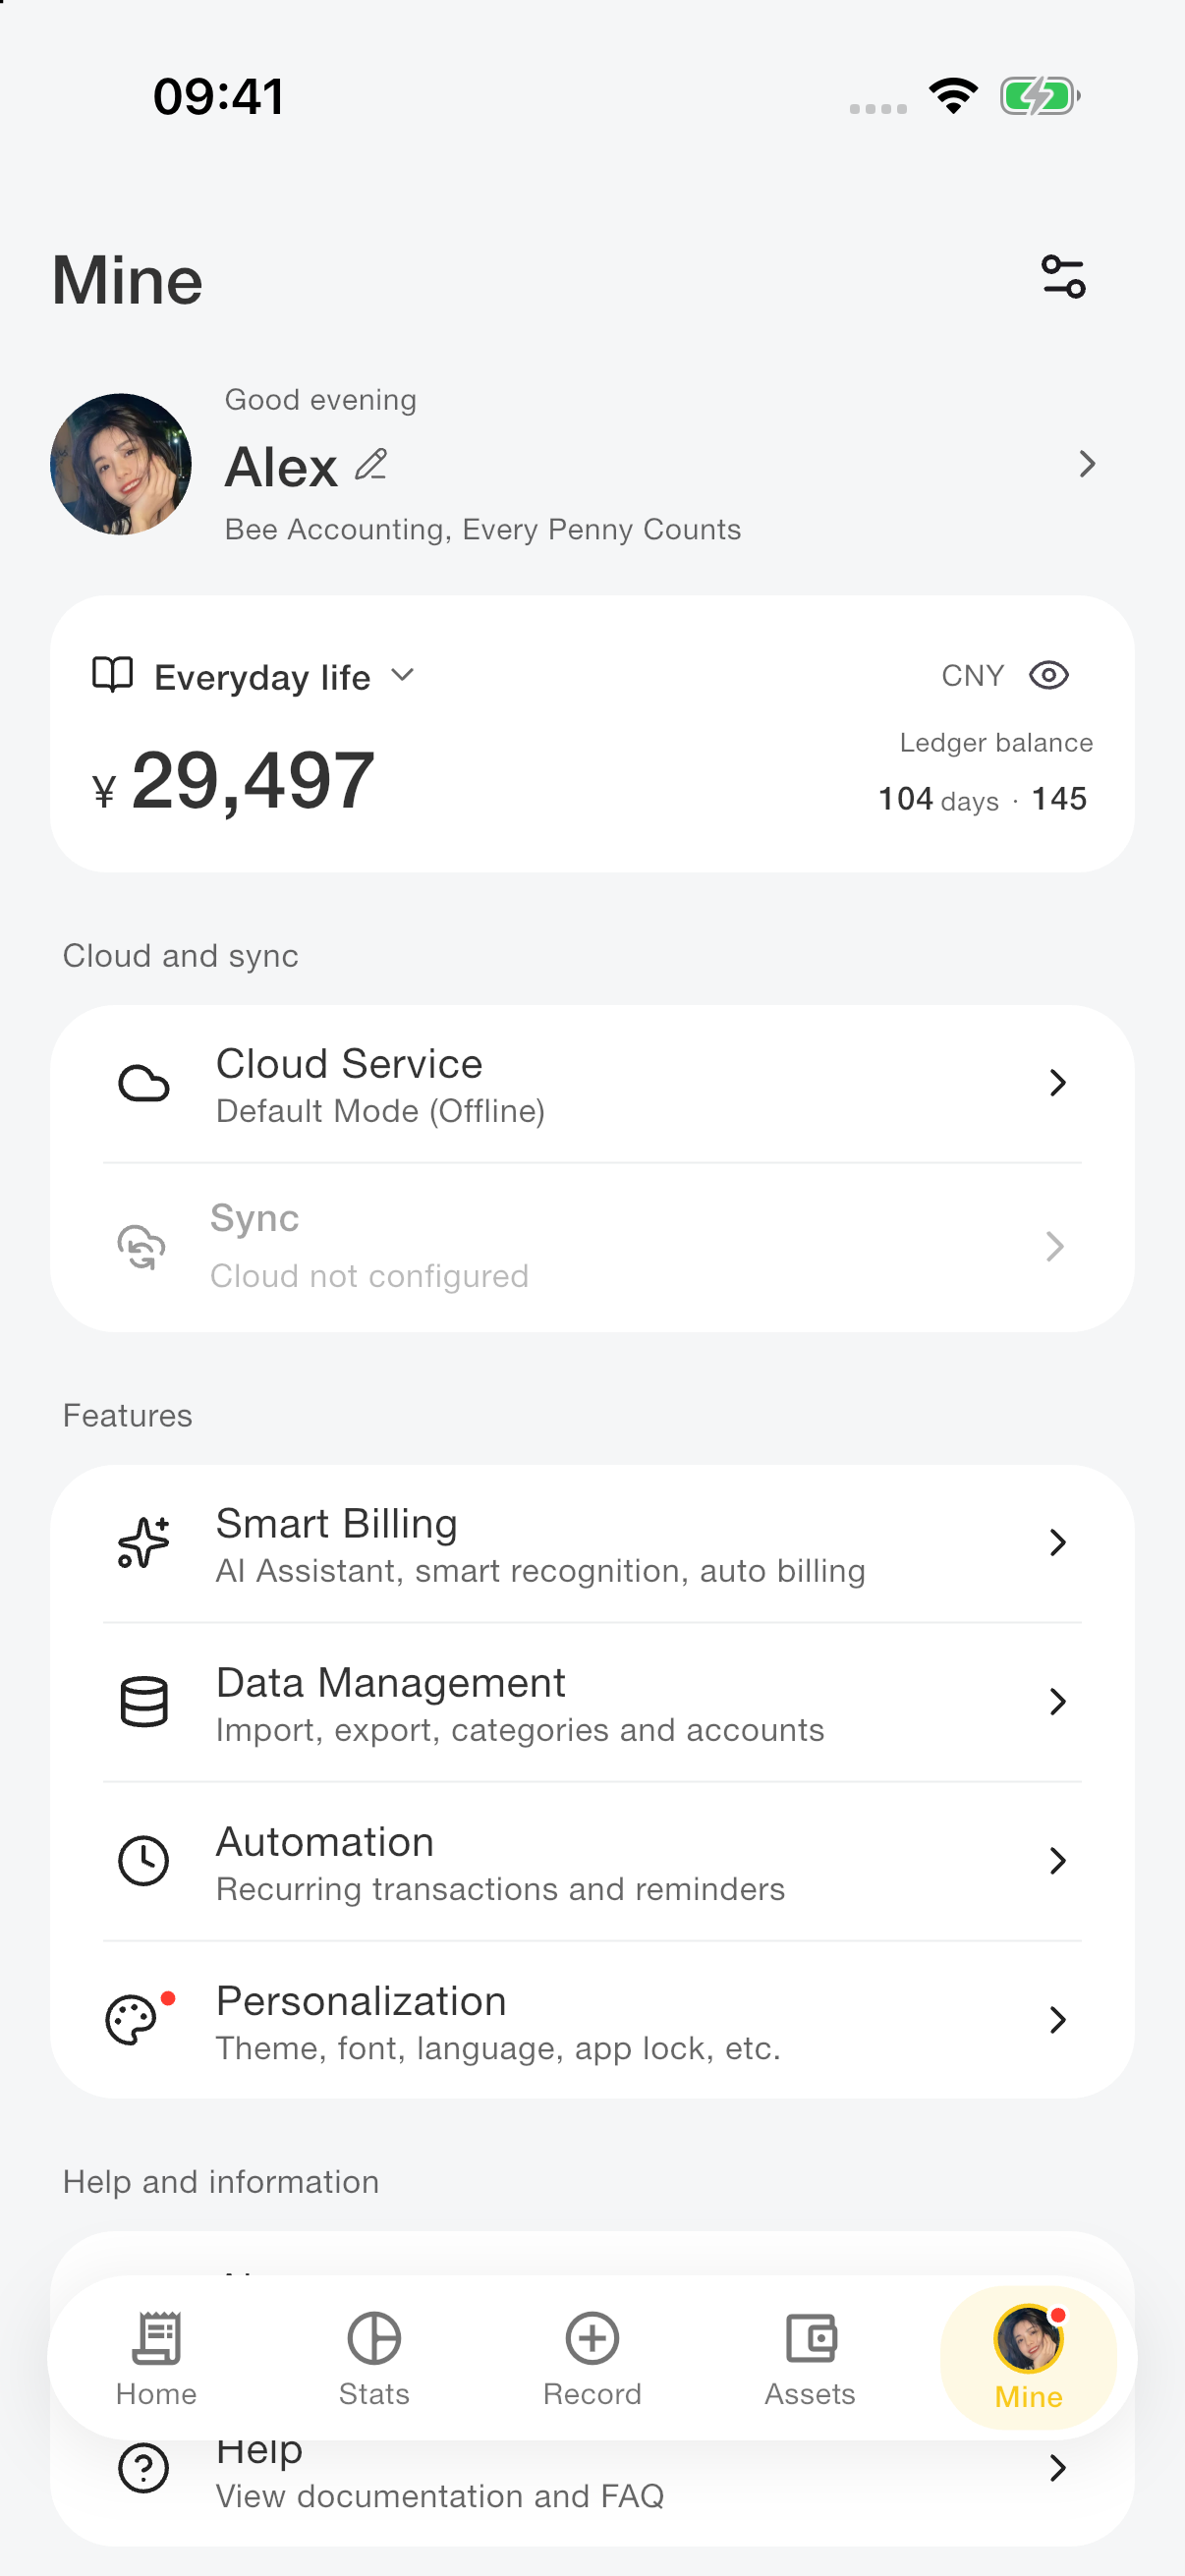 09:41
Mine
Good evening
Alex
Bee Accounting, Every Penny Counts
Everyday life
CNY
Ledger balance
¥ 29,497
104 days · 145
Cloud and sync
Cloud Service
Default Mode (Offline)
Sync
Cloud not configured
Features
Smart Billing
AI Assistant, smart recognition, auto billing
Data Management
Import, export, categories and accounts
Automation
Recurring transactions and reminders
Personalization
Theme, font, language, app lock, etc.
Help and information
Home
Stats
Record
Assets
Mine
Help
View documentation and FAQ